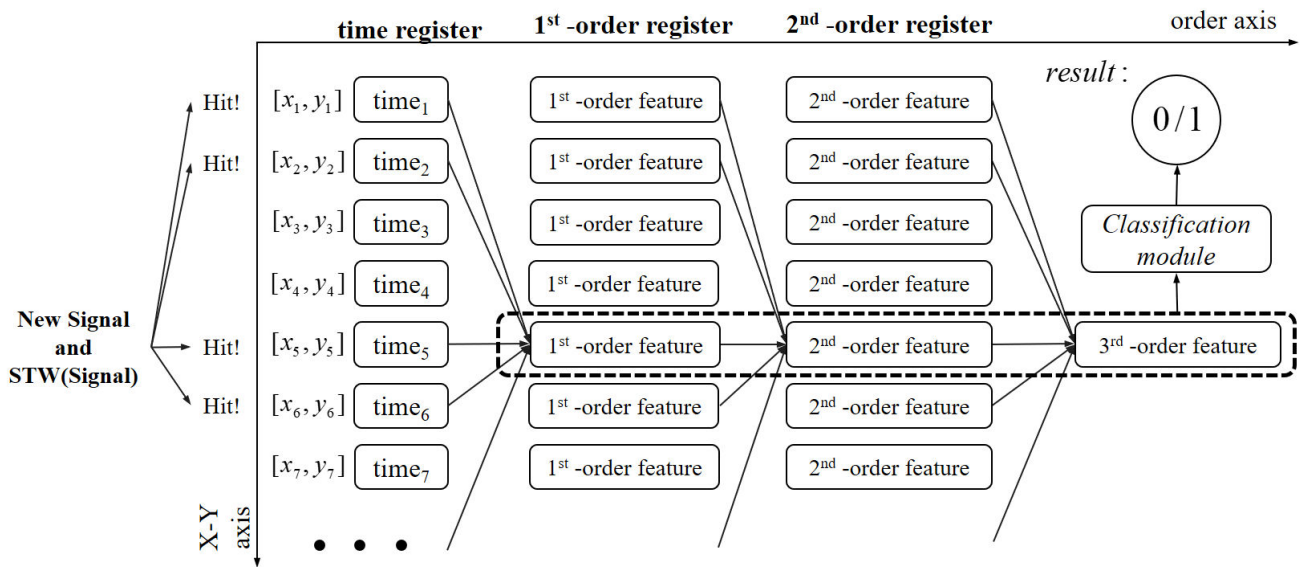 time register 1st -order register 2nd -order register order axis
result :
Hit! [x₁, y₁] time₁ 1st -order feature 2nd -order feature 0 / 1
Hit! [x₂, y₂] time₂ 1st -order feature 2nd -order feature
[x₃, y₃] time₃ 1st -order feature 2nd -order feature
Classification
module
[x₄, y₄] time₄ 1st -order feature 2nd -order feature
New Signal
and
STW(Signal)
Hit! [x₅, y₅] time₅ 1st -order feature 2nd -order feature 3rd -order feature
Hit! [x₆, y₆] time₆ 1st -order feature 2nd -order feature
[x₇, y₇] time₇ 1st -order feature 2nd -order feature
X-Y
axis
• • •